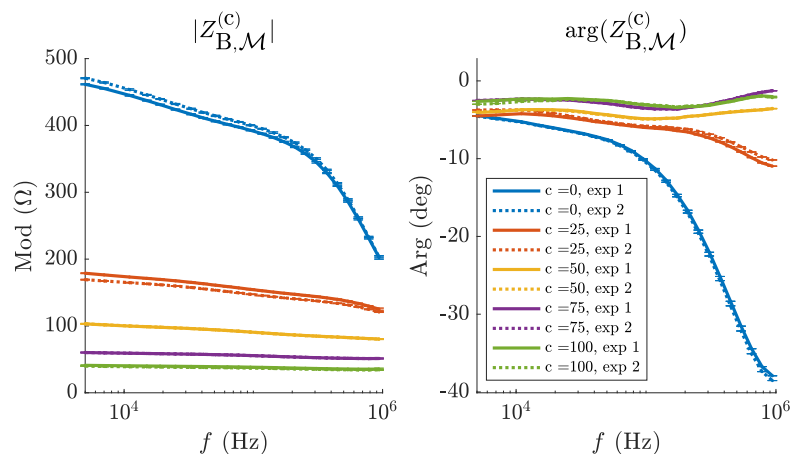 |Z_{B,ℳ}^{(c)}|
500
400
300
200
100
0
10^4
10^6
Mod (Ω)
f (Hz)
arg(Z_{B,ℳ}^{(c)})
0
-10
-20
-30
-40
10^4
10^6
Arg (deg)
f (Hz)
c =0, exp 1
c =0, exp 2
c =25, exp 1
c =25, exp 2
c =50, exp 1
c =50, exp 2
c =75, exp 1
c =75, exp 2
c =100, exp 1
c =100, exp 2